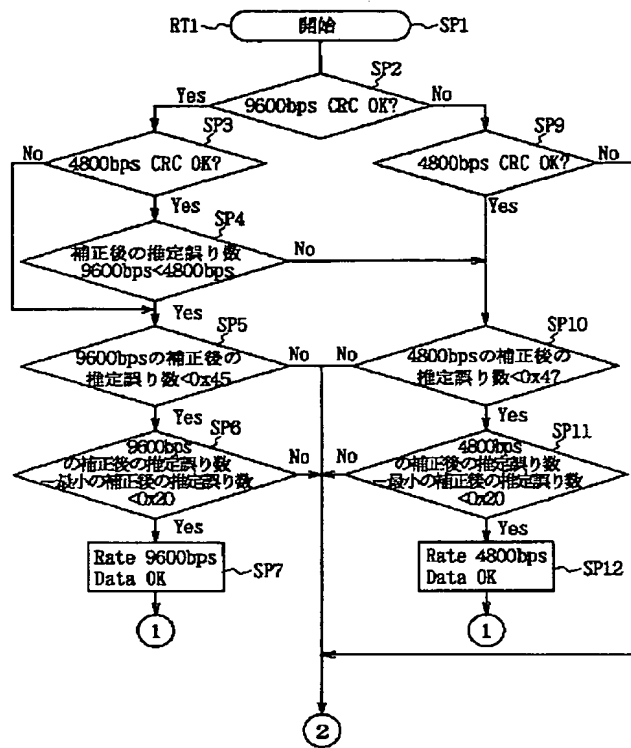 RT1
開始
SP1
SP2
9600bps CRC OK?
Yes
No
SP3
4800bps CRC OK?
No
Yes
SP9
4800bps CRC OK?
No
Yes
SP4
補正後の推定誤り数
9600bps<4800bps
No
Yes
SP5
9600bpsの補正後の
推定誤り数<0x45
No
Yes
SP10
4800bpsの補正後の
推定誤り数<0x47
No
Yes
SP6
9600bps
の補正後の推定誤り数
−最小の補正後の推定誤り数
<0x20
No
Yes
SP11
4800bps
の補正後の推定誤り数
−最小の補正後の推定誤り数
<0x20
No
Yes
Rate 9600bps
Data OK
SP7
Rate 4800bps
Data OK
SP12
1
1
2